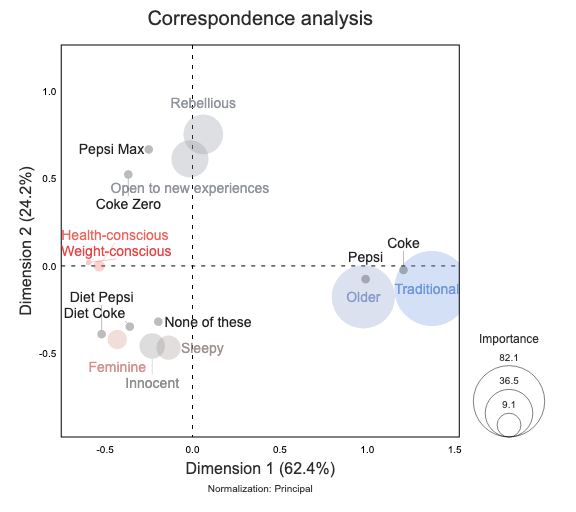 Correspondence analysis
Dimension 2 (24.2%)
1.0
0.5
0.0
-0.5
Rebellious
Pepsi Max
Open to new experiences
Coke Zero
Health-conscious
Weight-conscious
Coke
Pepsi
Older
Traditional
Diet Pepsi
Diet Coke
None of these
Sleepy
Feminine
Innocent
Importance
82.1
36.5
9.1
-0.5
0.0
0.5
1.0
1.5
Dimension 1 (62.4%)
Normalization: Principal